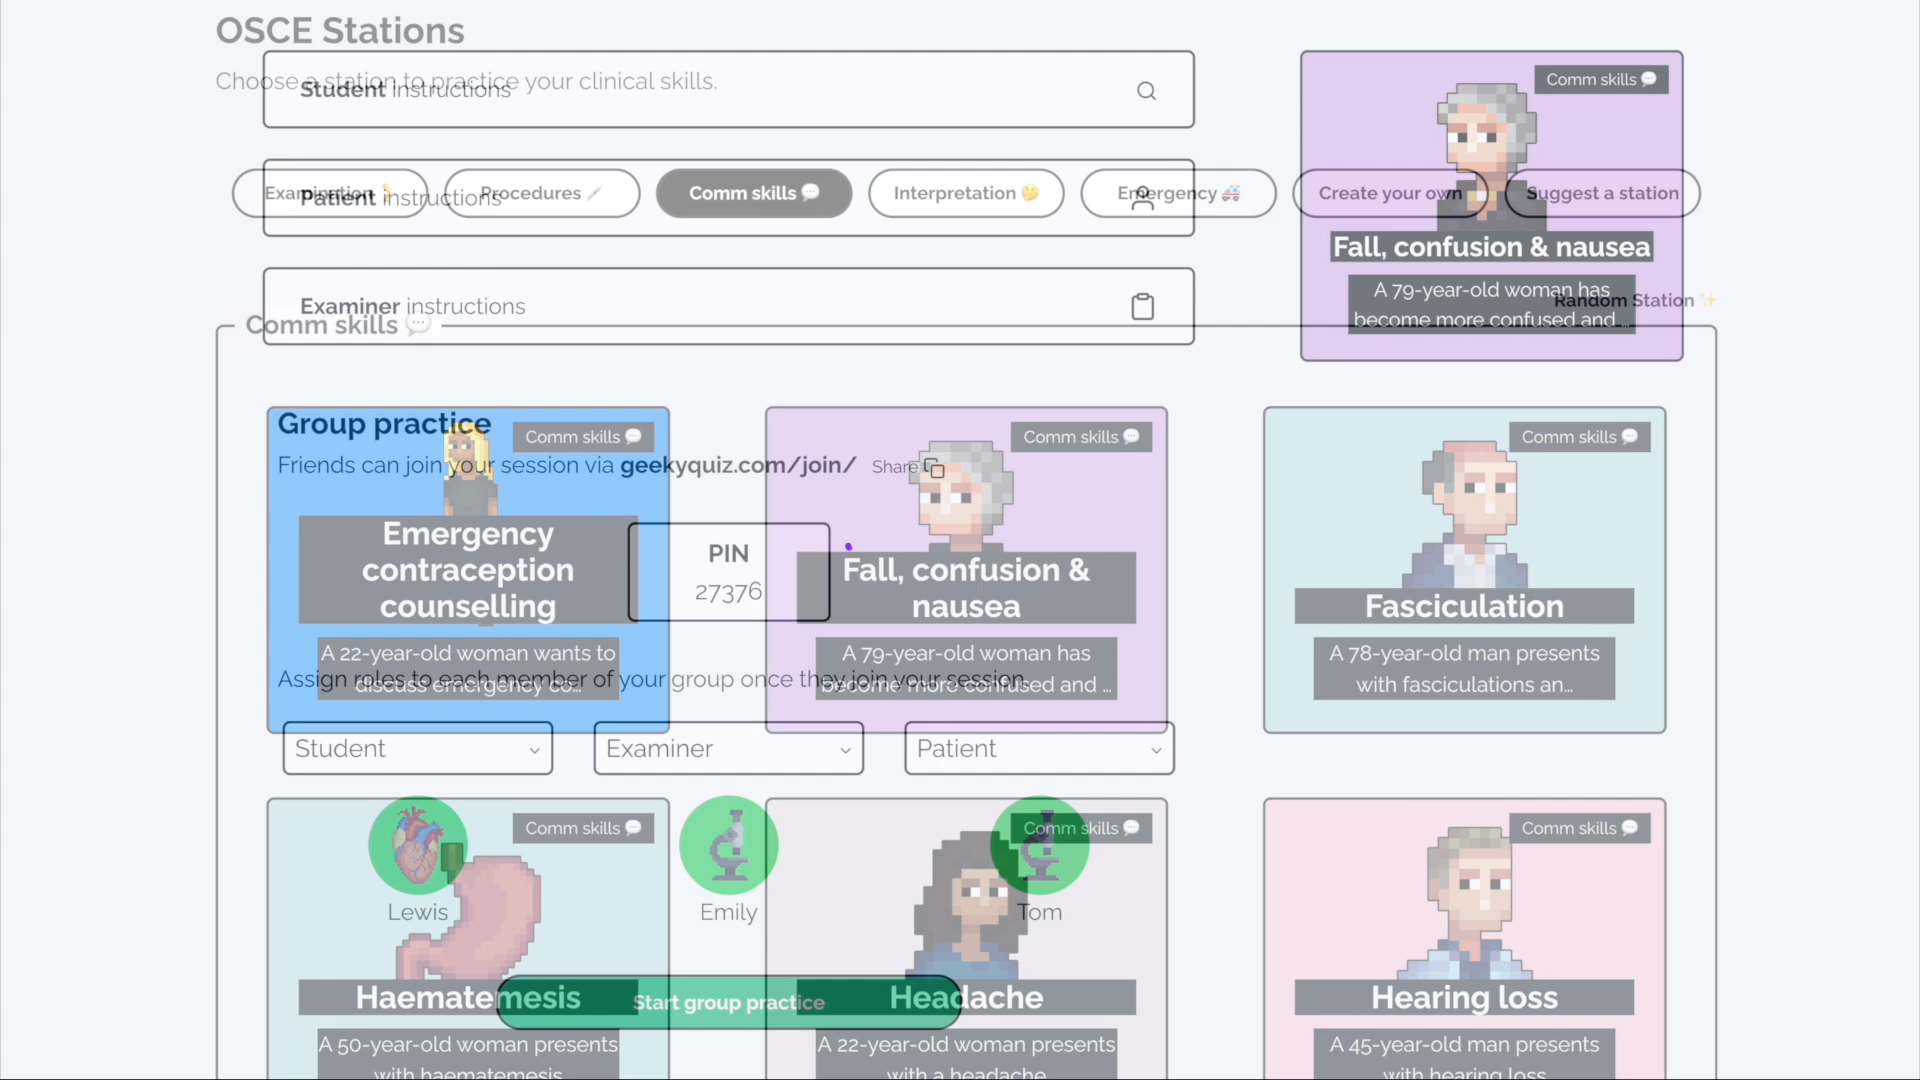 OSCE Stations
Choose a station to practice your clinical skills.
Student instructions
Comm skills 💬
Examination
Procedures
Comm skills 💬
Interpretation 🤔
Emergency 🚑
Create your own
Suggest a station
Patient instructions
Fall, confusion & nausea
A 79-year-old woman has
become more confused and ...
Random Station ✨
Examiner instructions
Comm skills 💬
Group practice
Friends can join your session via geekyquiz.com/join/ Share
Comm skills 💬
Emergency
contraception
counselling
A 22-year-old woman wants to
discuss emergency co...
PIN
27376
Comm skills 💬
Fall, confusion &
nausea
A 79-year-old woman has
become more confused and ...
Comm skills 💬
Fasciculation
A 78-year-old man presents
with fasciculations an...
Assign roles to each member of your group once they join your session
Student
Examiner
Patient
Lewis
Emily
Tom
Comm skills 💬
Haematemesis
A 50-year-old woman presents
with haematemesis
Comm skills 💬
Headache
A 22-year-old woman presents
with a headache
Comm skills 💬
Hearing loss
A 45-year-old man presents
with hearing loss
Start group practice